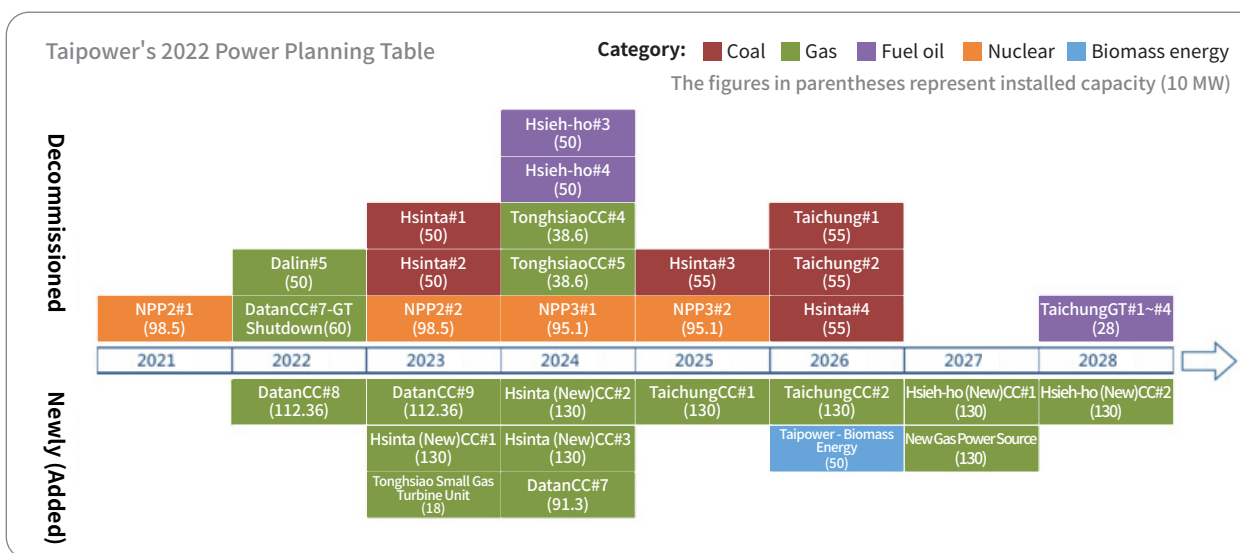 Taipower's 2022 Power Planning Table
Category: Coal Gas Fuel oil Nuclear Biomass energy
The figures in parentheses represent installed capacity (10 MW)
Decommissioned
Hsieh-ho#3
(50)
Hsieh-ho#4
(50)
Hsinta#1
(50)
TonghsiaoCC#4
(38.6)
Taichung#1
(55)
Dalin#5
(50)
Hsinta#2
(50)
TonghsiaoCC#5
(38.6)
Hsinta#3
(55)
Taichung#2
(55)
NPP2#1
(98.5)
DatanCC#7-GT
Shutdown(60)
NPP2#2
(98.5)
NPP3#1
(95.1)
NPP3#2
(95.1)
Hsinta#4
(55)
TaichungGT#1~#4
(28)
2021 2022 2023 2024 2025 2026 2027 2028
Newly (Added)
DatanCC#8
(112.36)
DatanCC#9
(112.36)
Hsinta (New)CC#2
(130)
TaichungCC#1
(130)
TaichungCC#2
(130)
Hsieh-ho (New)CC#1
(130)
Hsieh-ho (New)CC#2
(130)
Hsinta (New)CC#1
(130)
Hsinta (New)CC#3
(130)
Taipower - Biomass
Energy
(50)
New Gas Power Source
(130)
Tonghsiao Small Gas
Turbine Unit
(18)
DatanCC#7
(91.3)